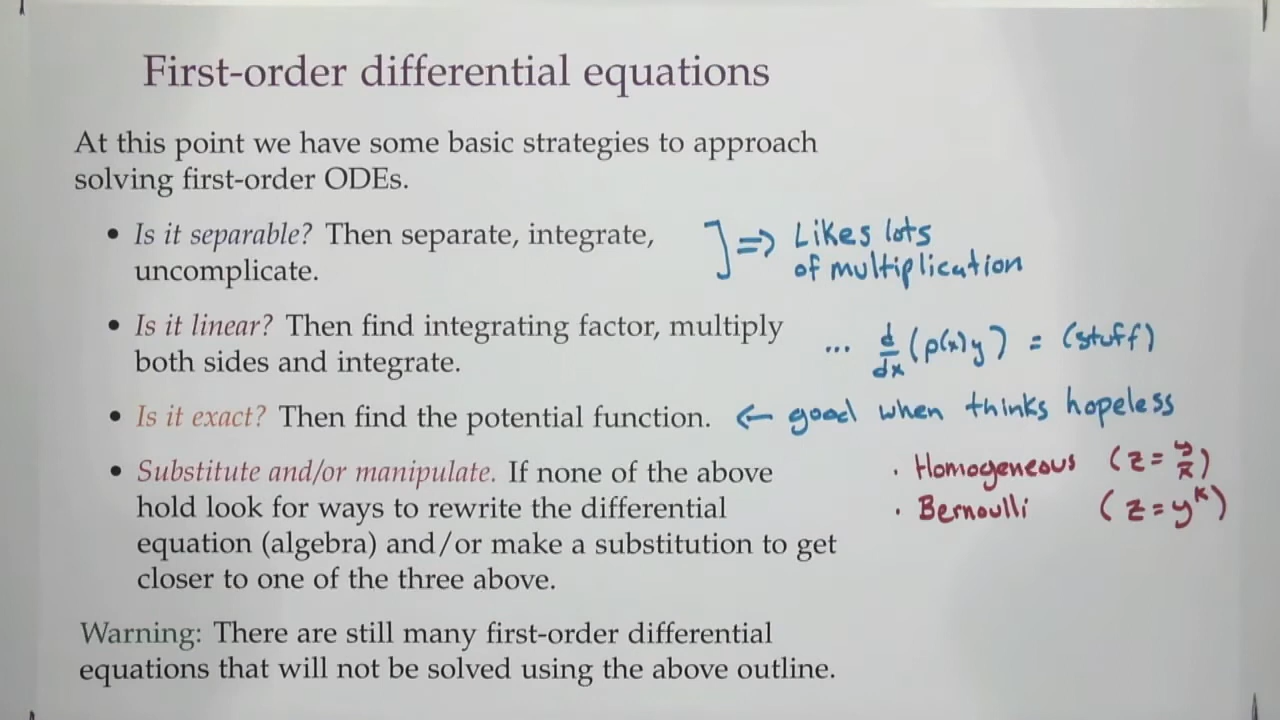 First-order differential equations
At this point we have some basic strategies to approach
solving first-order ODEs.
• Is it separable? Then separate, integrate,
uncomplicate.
] ⇒ Likes lots
of multiplication
• Is it linear? Then find integrating factor, multiply
both sides and integrate.
... d/dx (p(x)y) = (stuff)
• Is it exact? Then find the potential function. ← good when thinks hopeless
• Substitute and/or manipulate. If none of the above
hold look for ways to rewrite the differential
equation (algebra) and/or make a substitution to get
closer to one of the three above.
· Homogeneous (z = y/x)
· Bernoulli (z = y^k)
Warning: There are still many first-order differential
equations that will not be solved using the above outline.